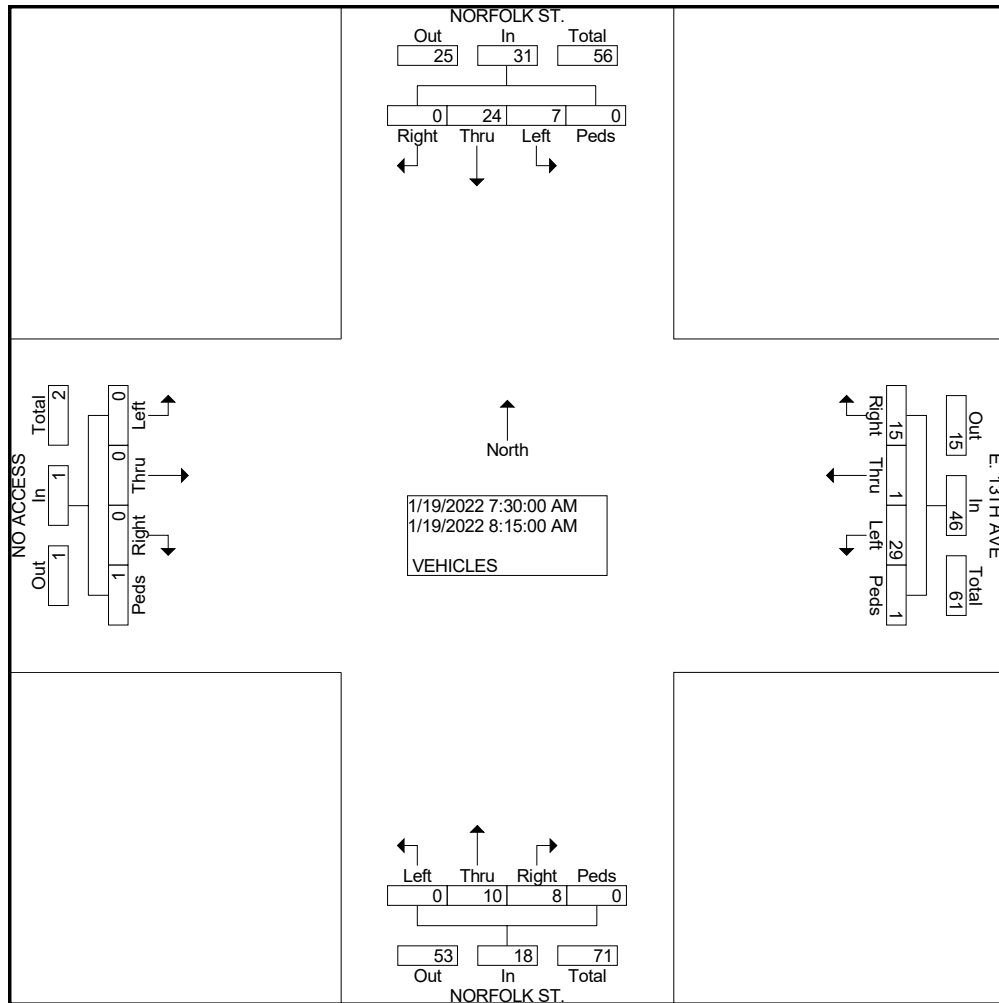 NORFOLK ST.
Out In Total
25 31 56
0 24 7 0
Right Thru Left Peds
NO ACCESS
Total In Out
2 1 1
0 0 0 1
Left Thru Right Peds
North
1/19/2022 7:30:00 AM
1/19/2022 8:15:00 AM
VEHICLES
Right Thru Left Peds
15 1 29 1
Out In Total
15 46 61
E. 13TH AVE
Left Thru Right Peds
0 10 8 0
53 18 71
Out In Total
NORFOLK ST.